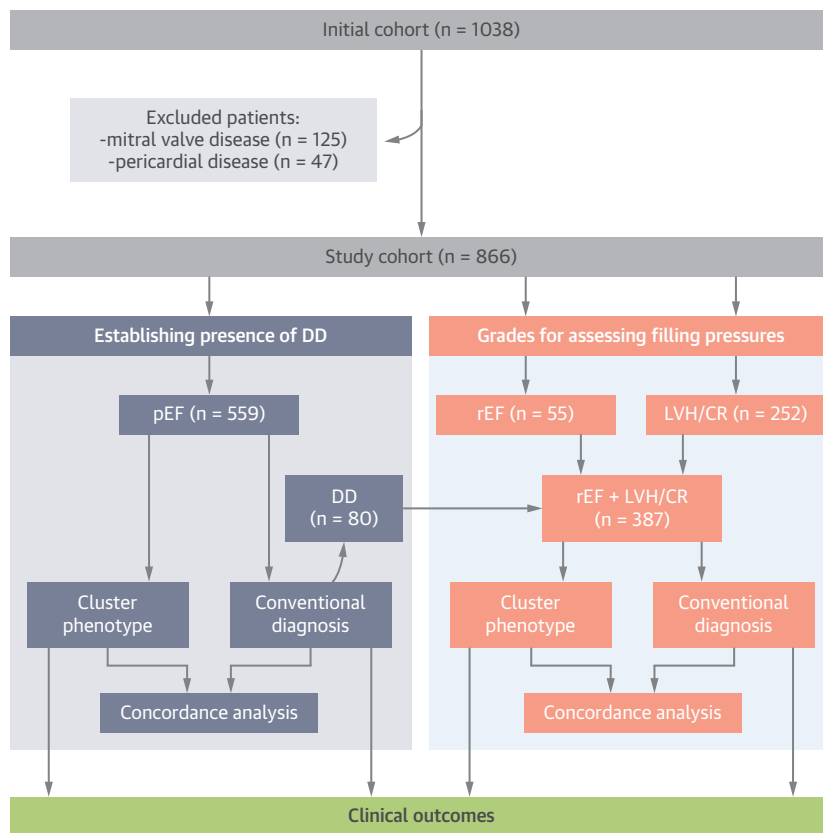 Initial cohort (n = 1038)
Excluded patients:
-mitral valve disease (n = 125)
-pericardial disease (n = 47)
Study cohort (n = 866)
Establishing presence of DD
pEF (n = 559)
DD
(n = 80)
Cluster
phenotype
Conventional
diagnosis
Concordance analysis
Grades for assessing filling pressures
rEF (n = 55)
LVH/CR (n = 252)
rEF + LVH/CR
(n = 387)
Cluster
phenotype
Conventional
diagnosis
Concordance analysis
Clinical outcomes